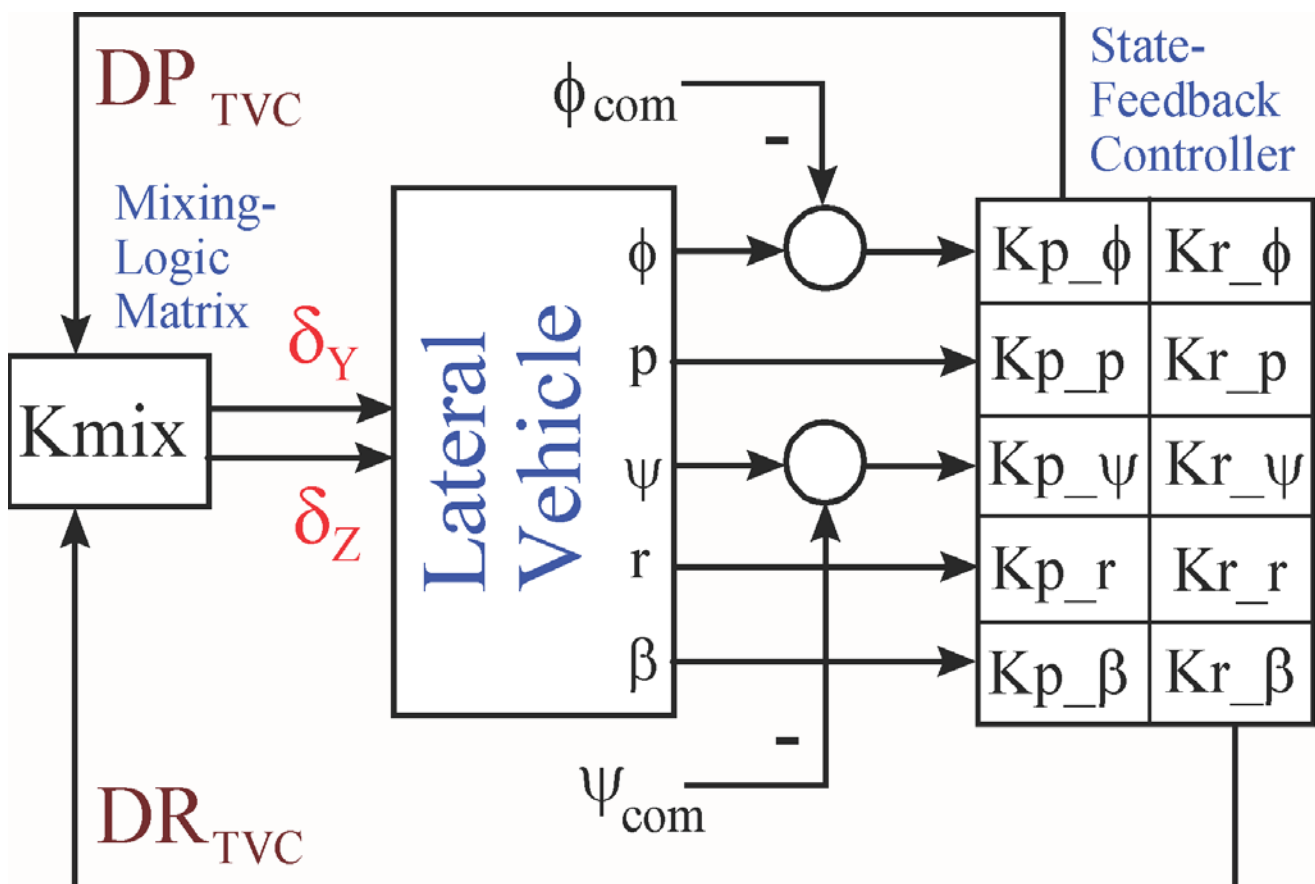 DP TVC
ϕcom
-
State-
Feedback
Controller
Mixing-
Logic
Matrix
Kmix
δY
δZ
Lateral
Vehicle
ϕ
p
ψ
r
β
Kp_ϕ Kr_ϕ
Kp_p Kr_p
Kp_ψ Kr_ψ
Kp_r Kr_r
Kp_β Kr_β
-
ψcom
DR TVC